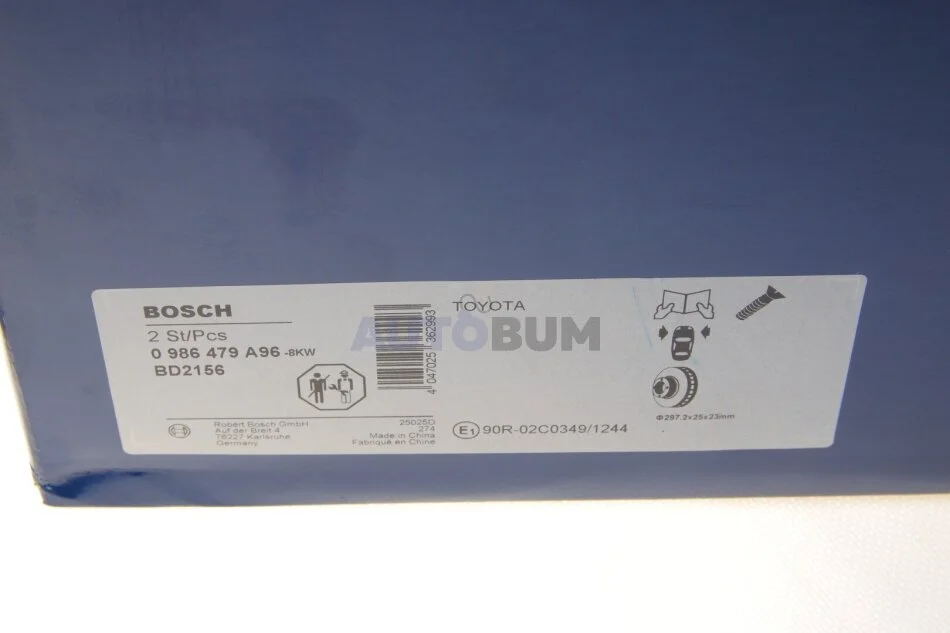 BOSCH
2 St/Pcs
0 986 479 A96 -8KW
BD2156
Robert Bosch GmbH
Auf der Breit 4
76227 Karlsruhe
Germany
25025D
274
Made in China
Fabriqué en Chine
4 047025 362993
TOYOTA
AUTOBUM
E1 90R-02C0349/1244
Φ297.2x25x23mm